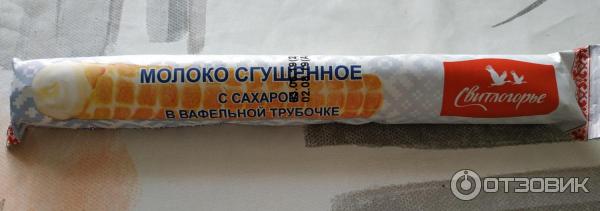 МОЛОКО СГУЩЕННОЕ
С САХАРОМ
В ВАФЕЛЬНОЙ ТРУБОЧКЕ
Свитлогорье
ОТЗОВИК